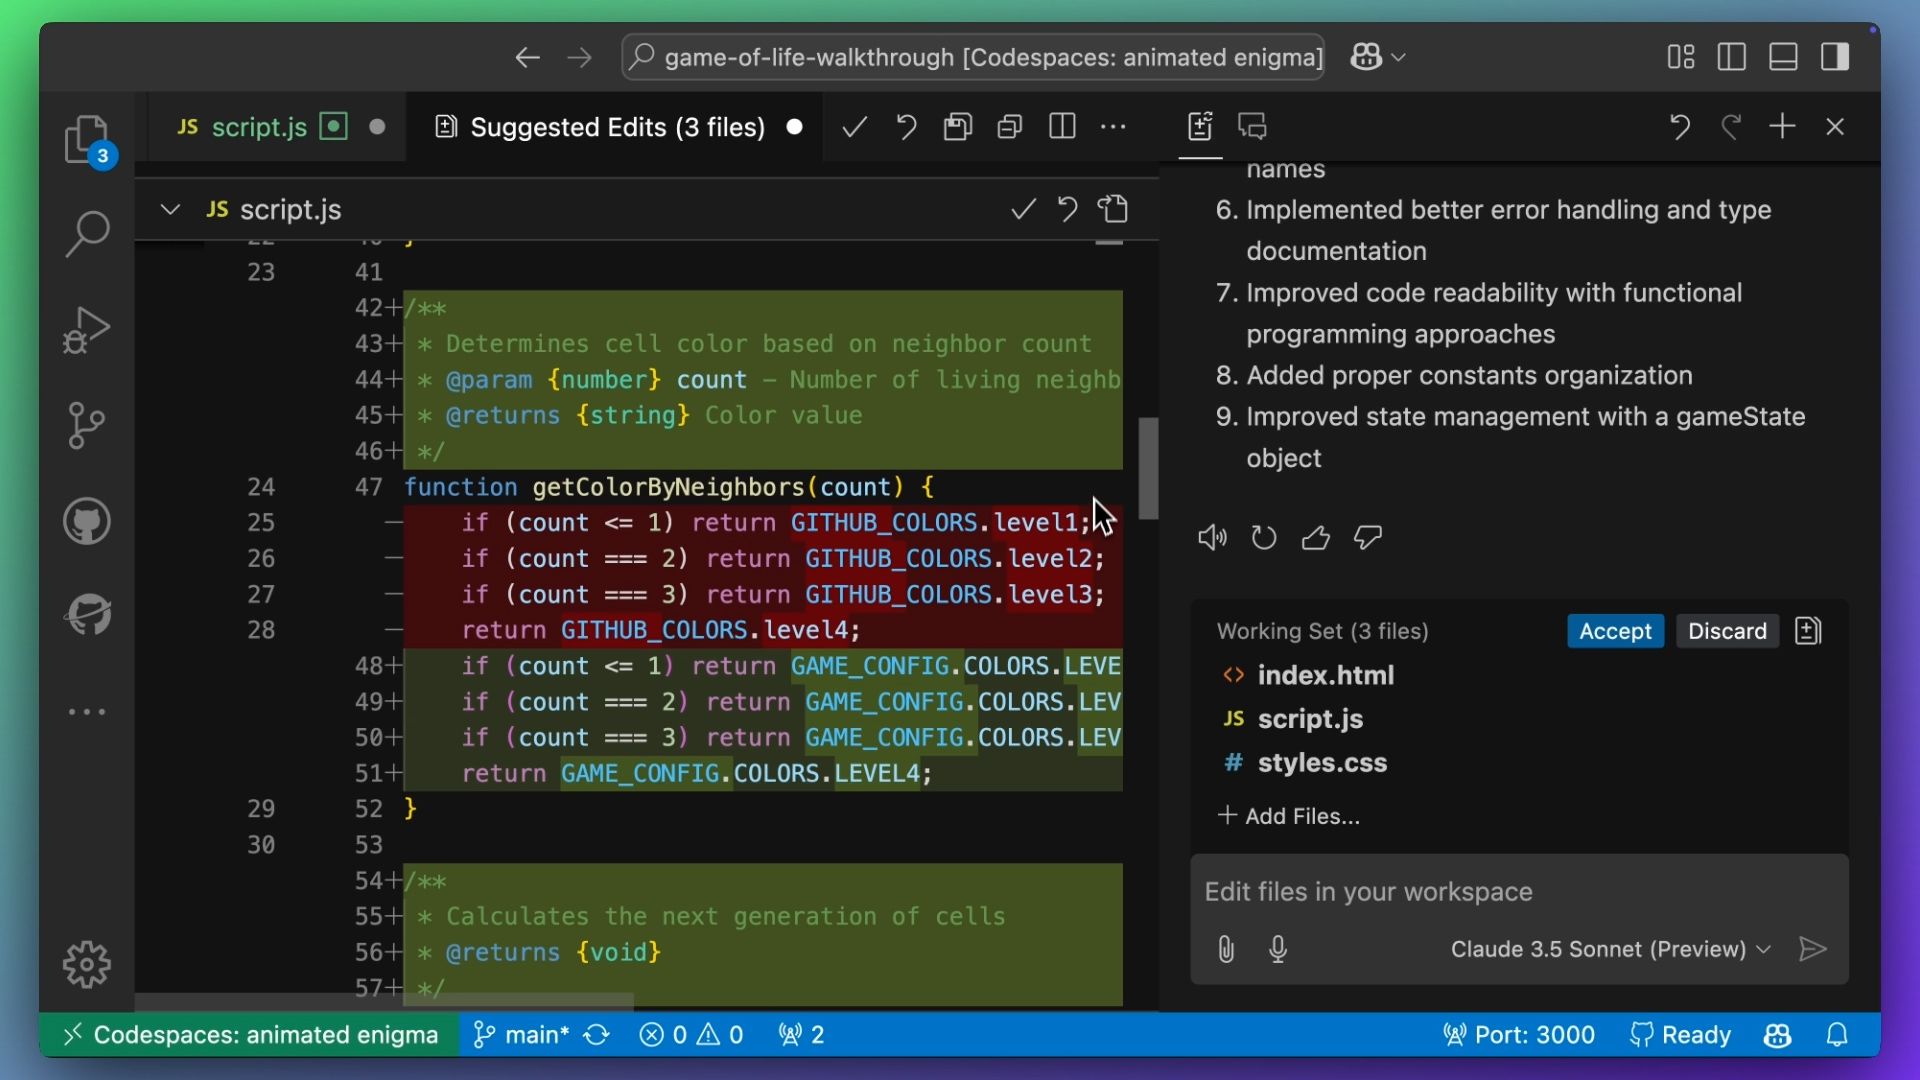 game-of-life-walkthrough [Codespaces: animated enigma]
3
JS script.js
Suggested Edits (3 files)
JS script.js
23 41
42+/**
43+ * Determines cell color based on neighbor count
44+ * @param {number} count – Number of living neighb
45+ * @returns {string} Color value
46+ */
24 47 function getColorByNeighbors(count) {
25 — if (count <= 1) return GITHUB_COLORS.level1;
26 — if (count === 2) return GITHUB_COLORS.level2;
27 — if (count === 3) return GITHUB_COLORS.level3;
28 — return GITHUB_COLORS.level4;
48+ if (count <= 1) return GAME_CONFIG.COLORS.LEVE
49+ if (count === 2) return GAME_CONFIG.COLORS.LEV
50+ if (count === 3) return GAME_CONFIG.COLORS.LEV
51+ return GAME_CONFIG.COLORS.LEVEL4;
29 52 }
30 53
54+/**
55+ * Calculates the next generation of cells
56+ * @returns {void}
57+ */
names
6. Implemented better error handling and type
documentation
7. Improved code readability with functional
programming approaches
8. Added proper constants organization
9. Improved state management with a gameState
object
Working Set (3 files) Accept Discard
<> index.html
JS script.js
# styles.css
+ Add Files...
Edit files in your workspace
Claude 3.5 Sonnet (Preview)
Codespaces: animated enigma main* 0 0 2 Port: 3000 Ready